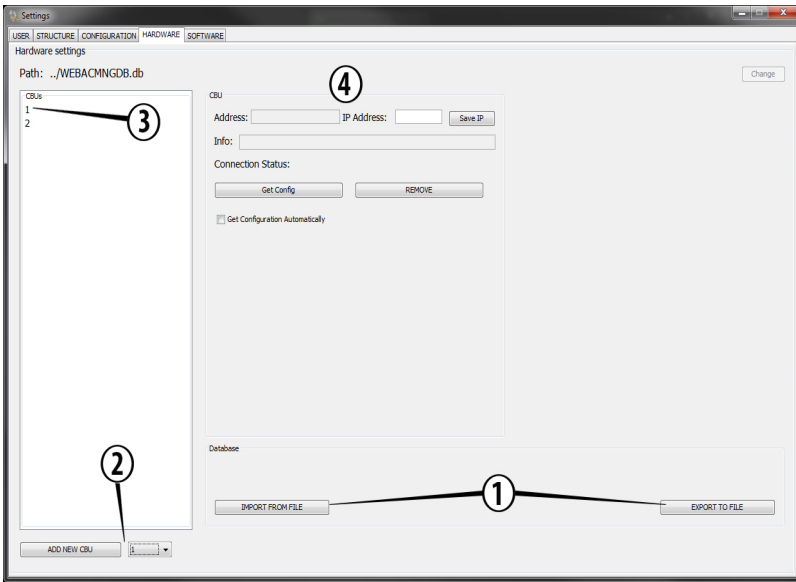 Settings
USER STRUCTURE CONFIGURATION HARDWARE SOFTWARE
Hardware settings
Path: ../WEBACMNGDB.db
Change
CBUs
1
2
3
4
CBU
Address: IP Address: Save IP
Info:
Connection Status:
Get Config REMOVE
Get Configuration Automatically
Database
1
IMPORT FROM FILE EXPORT TO FILE
2
ADD NEW CBU 1